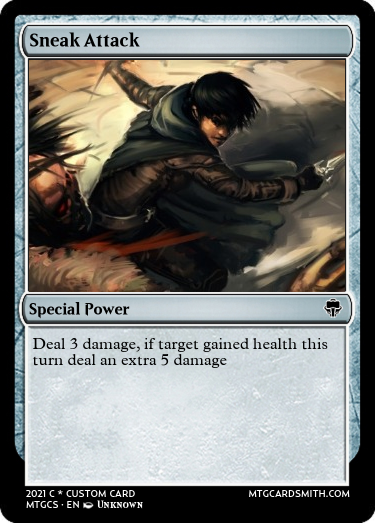 Sneak Attack
Special Power
Deal 3 damage, if target gained health this
turn deal an extra 5 damage
2021 C * CUSTOM CARD
MTGCARDSMITH.COM
MTGCS · EN UNKNOWN